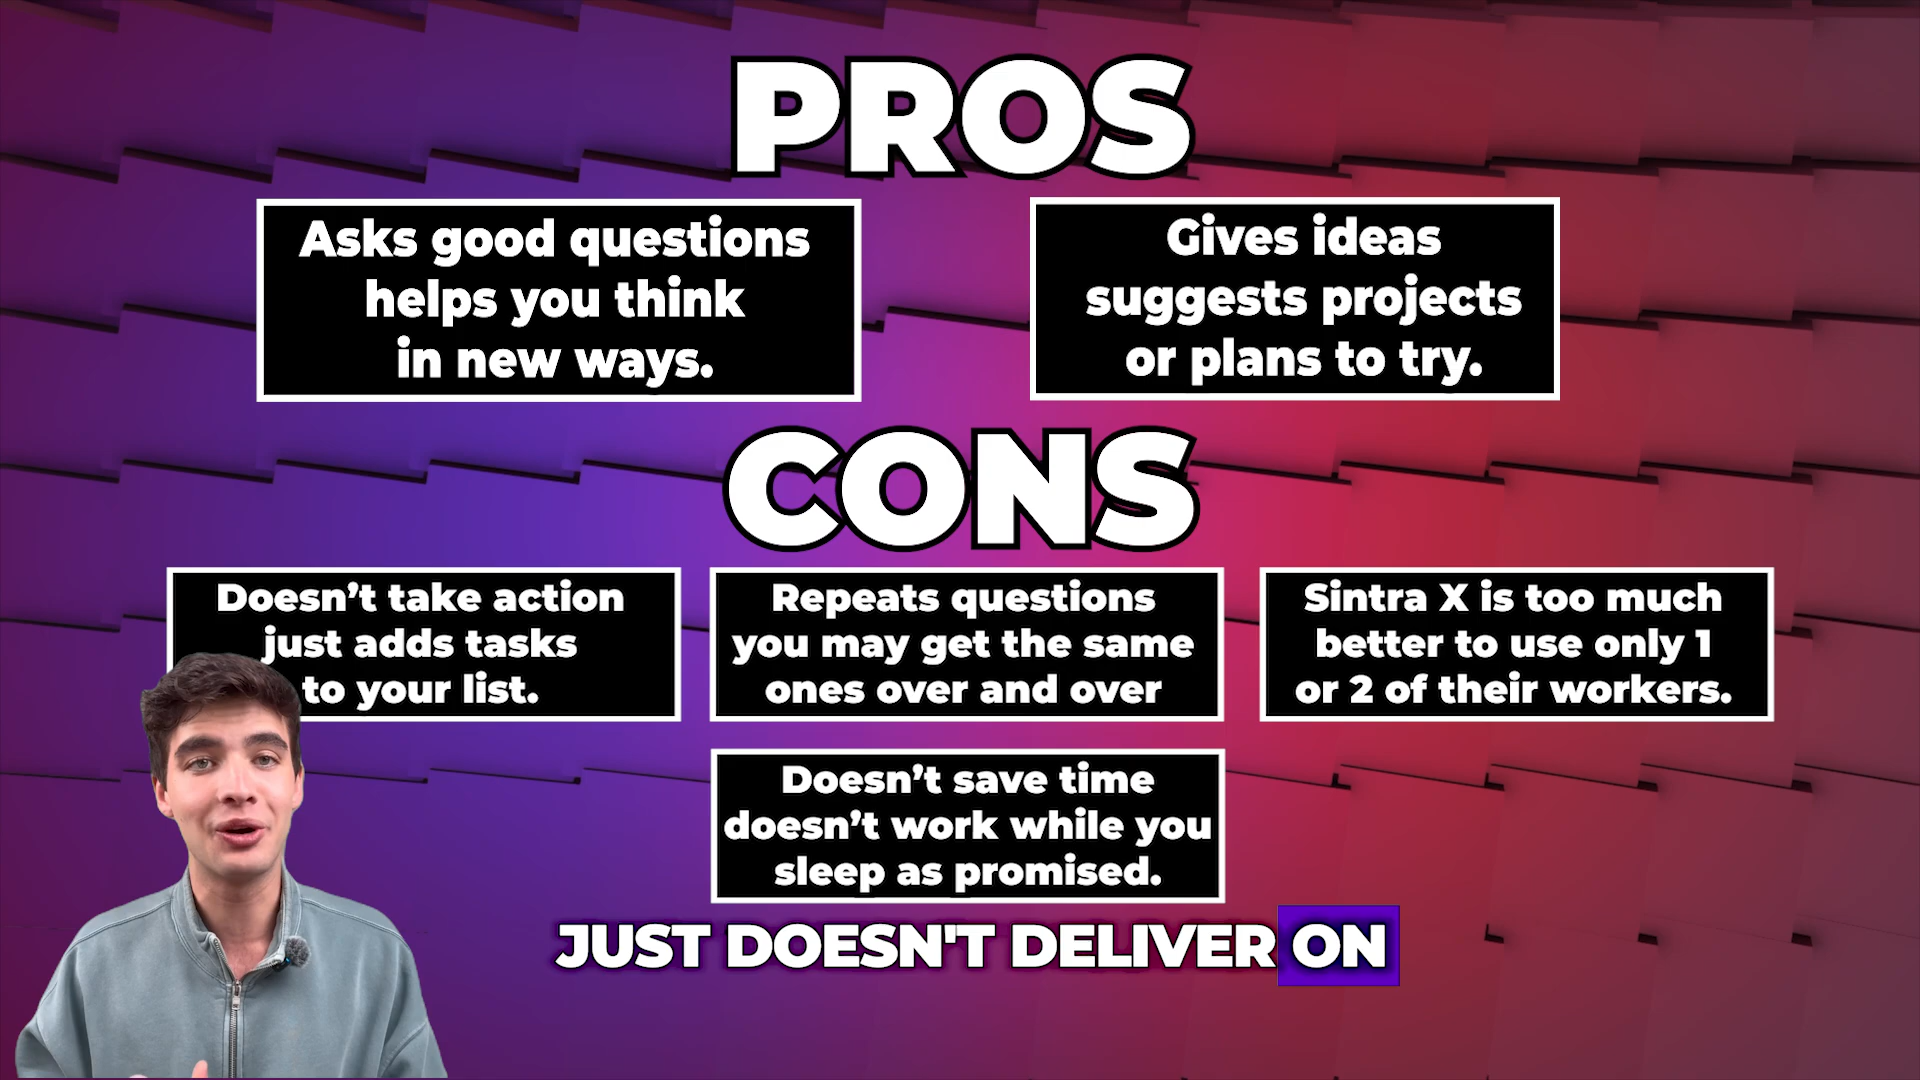 PROS
Asks good questions
helps you think
in new ways.
Gives ideas
suggests projects
or plans to try.
CONS
Doesn’t take action
just adds tasks
to your list.
Repeats questions
you may get the same
ones over and over
Sintra X is too much
better to use only 1
or 2 of their workers.
Doesn’t save time
doesn’t work while you
sleep as promised.
JUST DOESN'T DELIVER ON